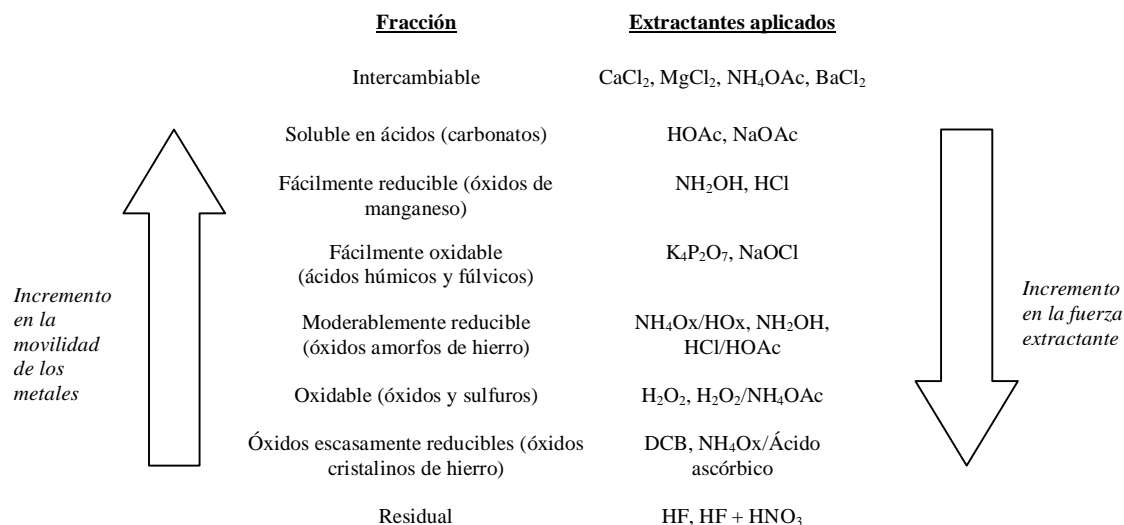 Fracción Extractantes aplicados
Intercambiable CaCl₂, MgCl₂, NH₄OAc, BaCl₂
Soluble en ácidos (carbonatos) HOAc, NaOAc
Fácilmente reducible (óxidos de NH₂OH, HCl
manganeso)
Fácilmente oxidable K₄P₂O₇, NaOCl
(ácidos húmicos y fúlvicos)
Incremento
en la
movilidad
de los
metales
Moderablemente reducible NH₄Ox/HOx, NH₂OH,
(óxidos amorfos de hierro) HCl/HOAc
Incremento
en la fuerza
extractante
Oxidable (óxidos y sulfuros) H₂O₂, H₂O₂/NH₄OAc
Óxidos escasamente reducibles (óxidos DCB, NH₄Ox/Ácido
cristalinos de hierro) ascórbico
Residual HF, HF + HNO₃